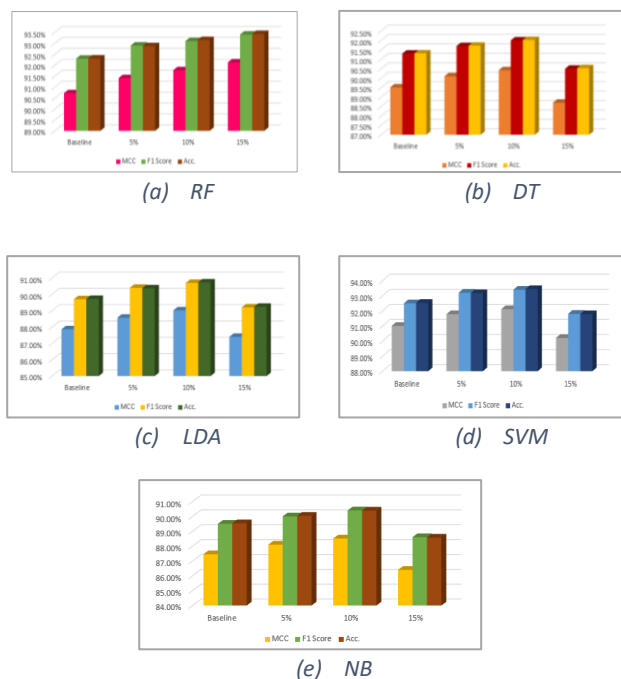 93.50%
93.00%
92.50%
92.00%
91.50%
91.00%
90.50%
90.00%
89.50%
89.00%
Baseline 5% 10% 15%
MCC F1 Score Acc.
(a) RF
92.50%
92.00%
91.50%
91.00%
90.50%
90.00%
89.50%
89.00%
88.50%
88.00%
87.50%
87.00%
Baseline 5% 10% 15%
MCC F1 Score Acc.
(b) DT
91.00%
90.00%
89.00%
88.00%
87.00%
86.00%
85.00%
Baseline 5% 10% 15%
MCC F1 Score Acc.
(c) LDA
94.00%
93.00%
92.00%
91.00%
90.00%
89.00%
88.00%
Baseline 5% 10% 15%
MCC F1 Score Acc.
(d) SVM
91.00%
90.00%
89.00%
88.00%
87.00%
86.00%
85.00%
84.00%
Baseline 5% 10% 15%
MCC F1 Score Acc.
(e) NB